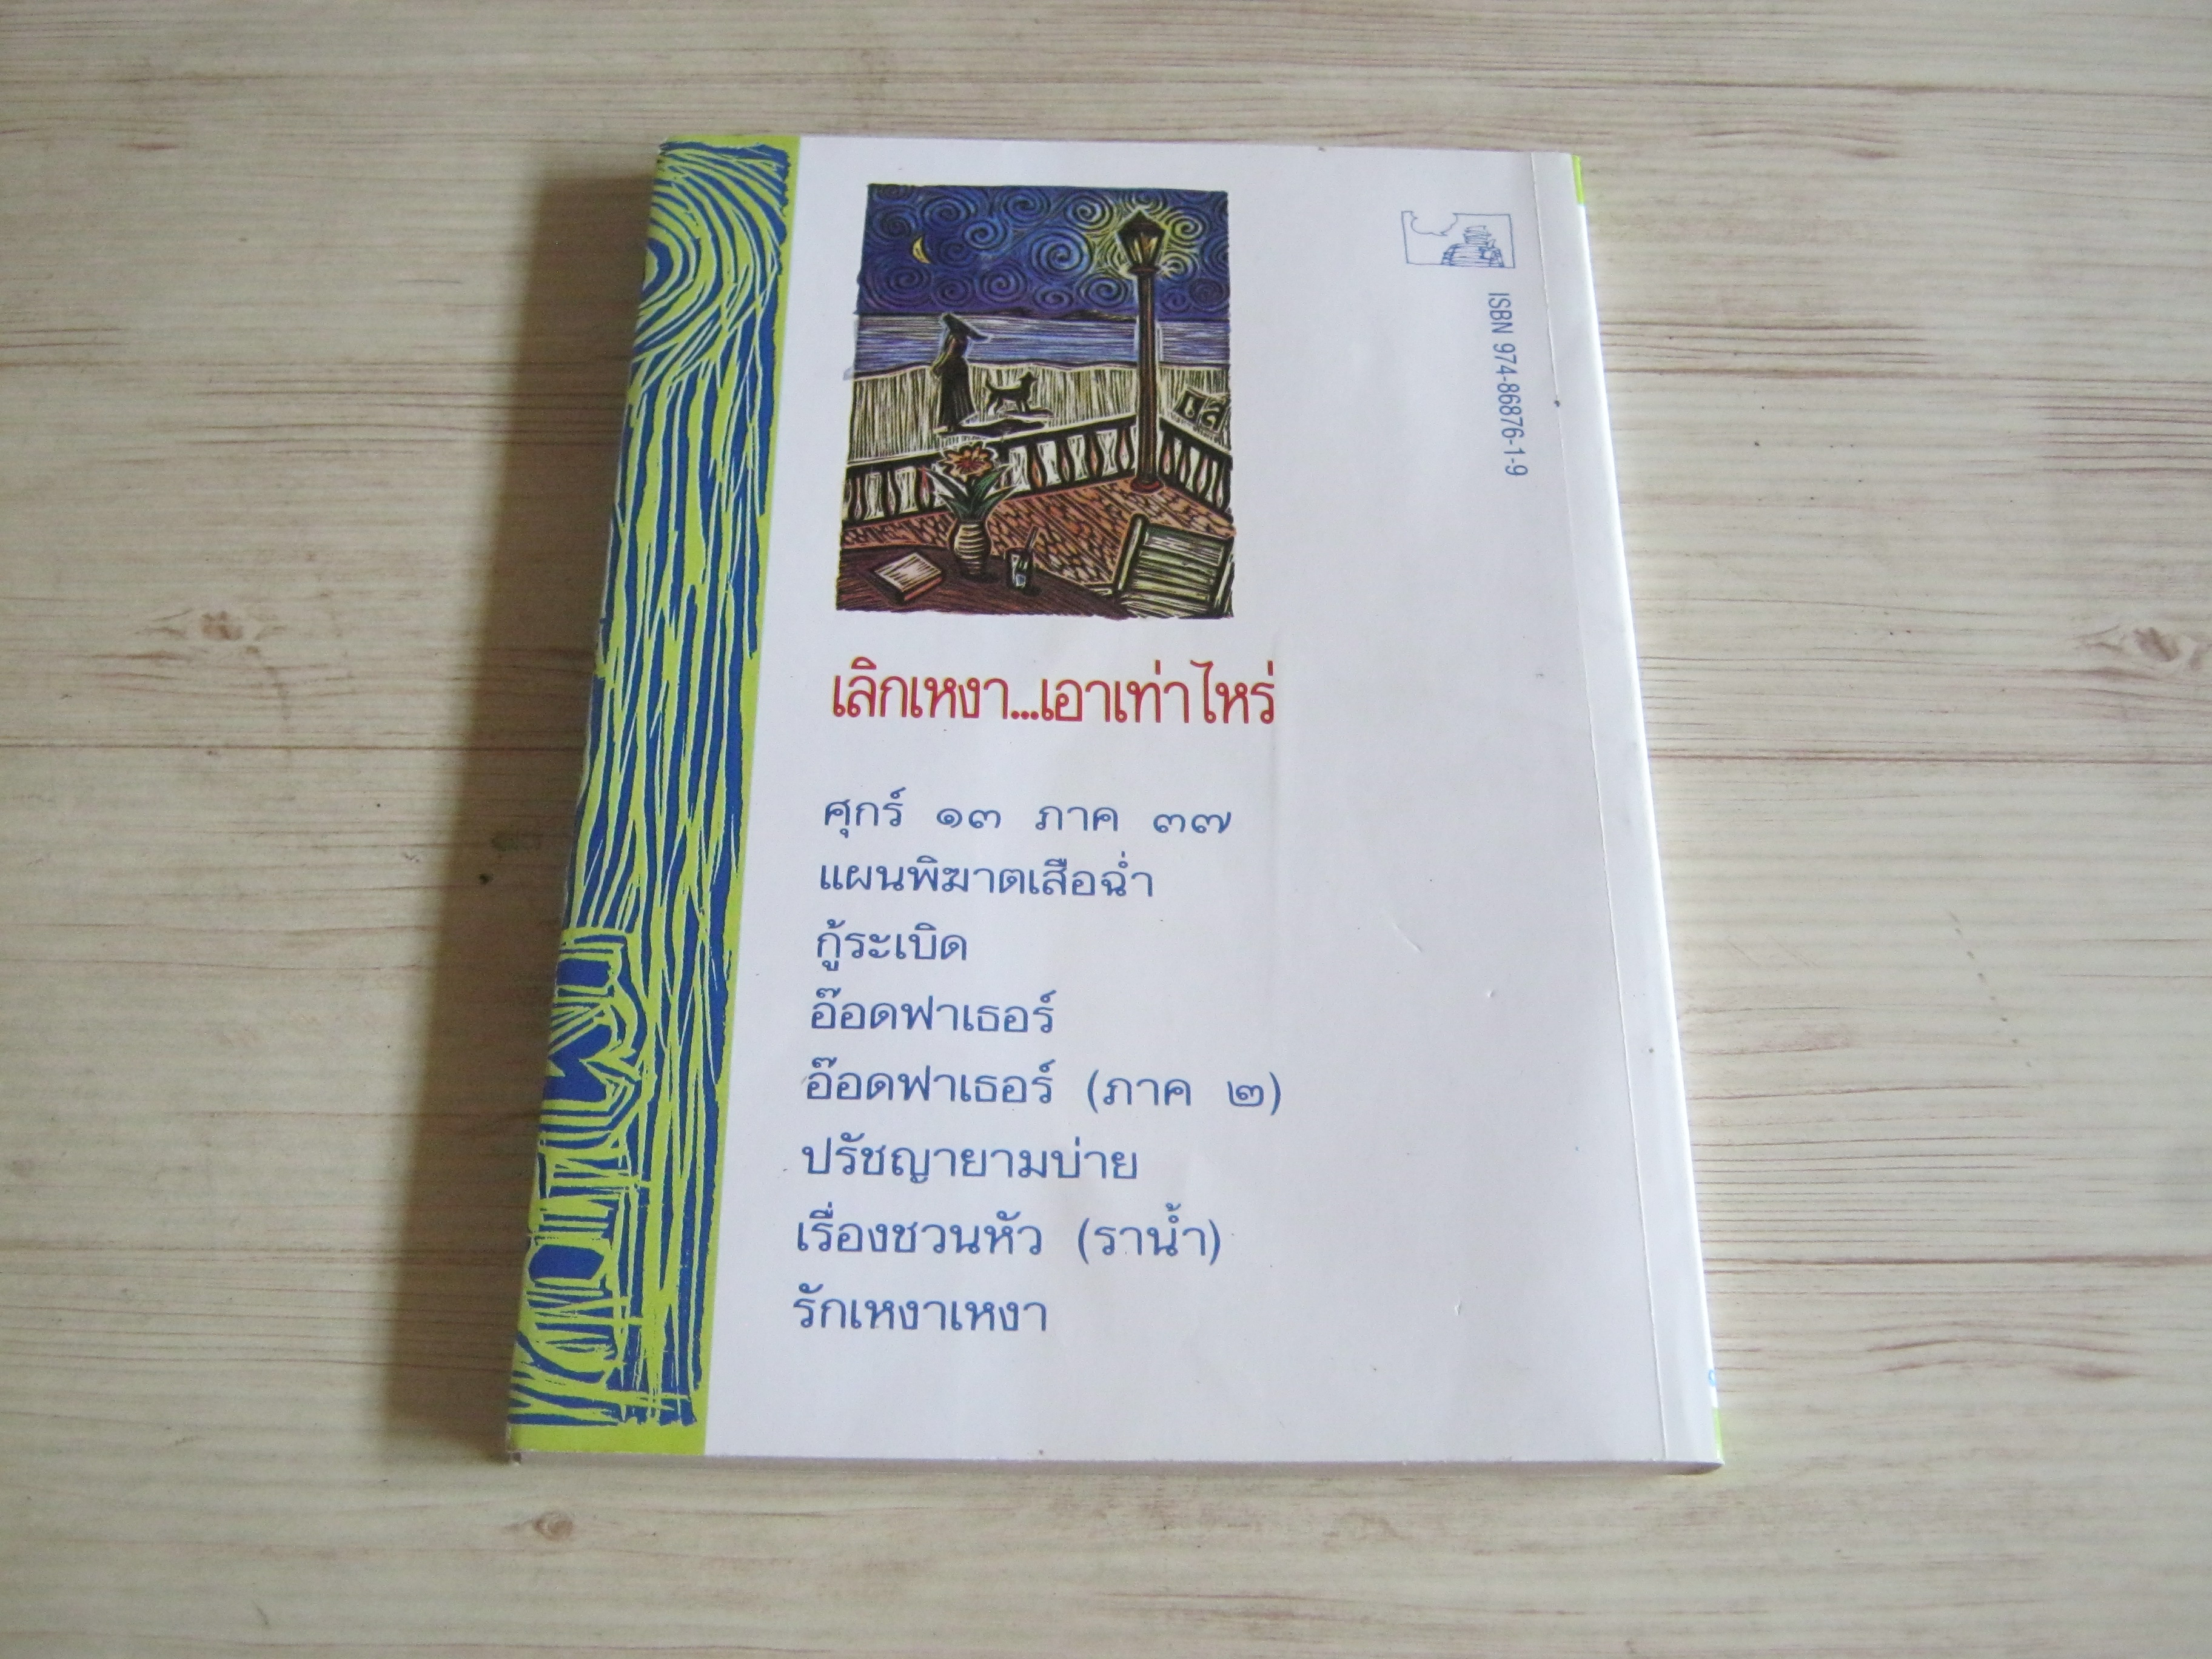 ISBN 974-86876-1-9
เลิกเหงา...เอาเท่าไหร่
ศุกร์ ๑๓ ภาค ๓๗
แผนพิฆาตเสือฉ่ำ
กู้ระเบิด
อ๊อดฟาเธอร์
อ๊อดฟาเธอร์ (ภาค ๒)
ปรัชญายามบ่าย
เรื่องชวนหัว (ราน้ำ)
รักเหงาเหงา